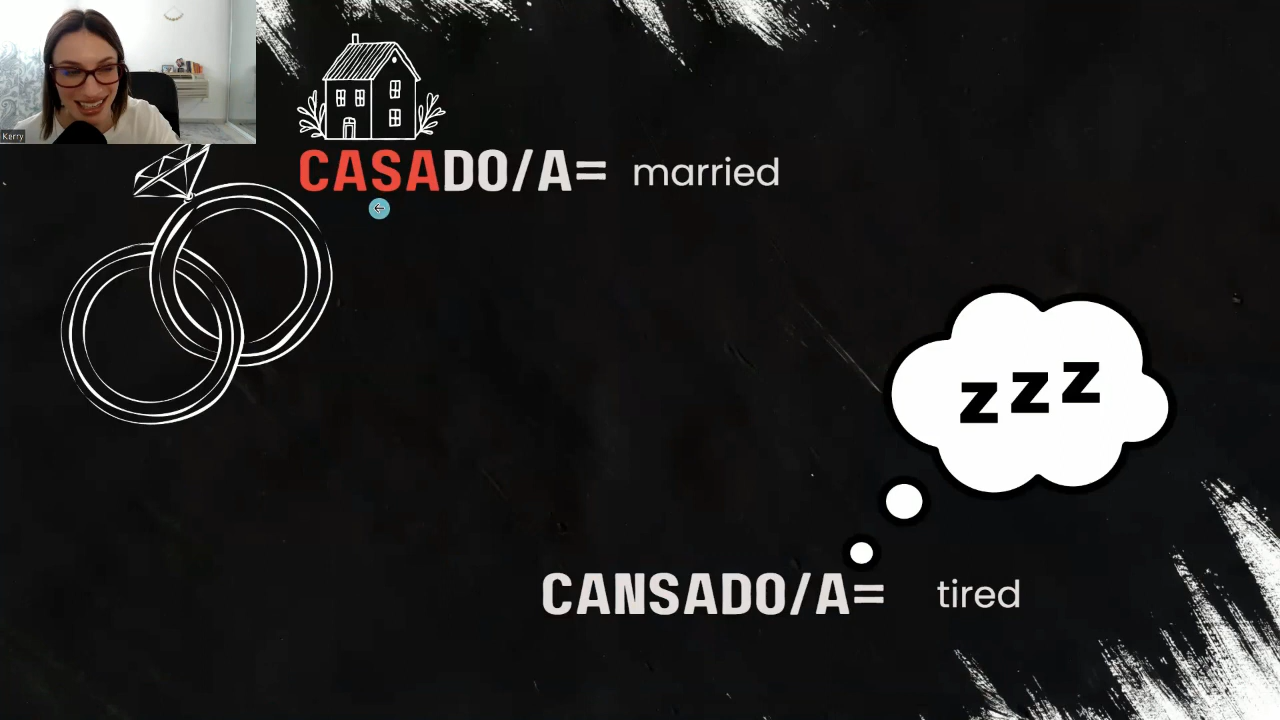 Kerry
CASADO/A= married
z z z
CANSADO/A= tired